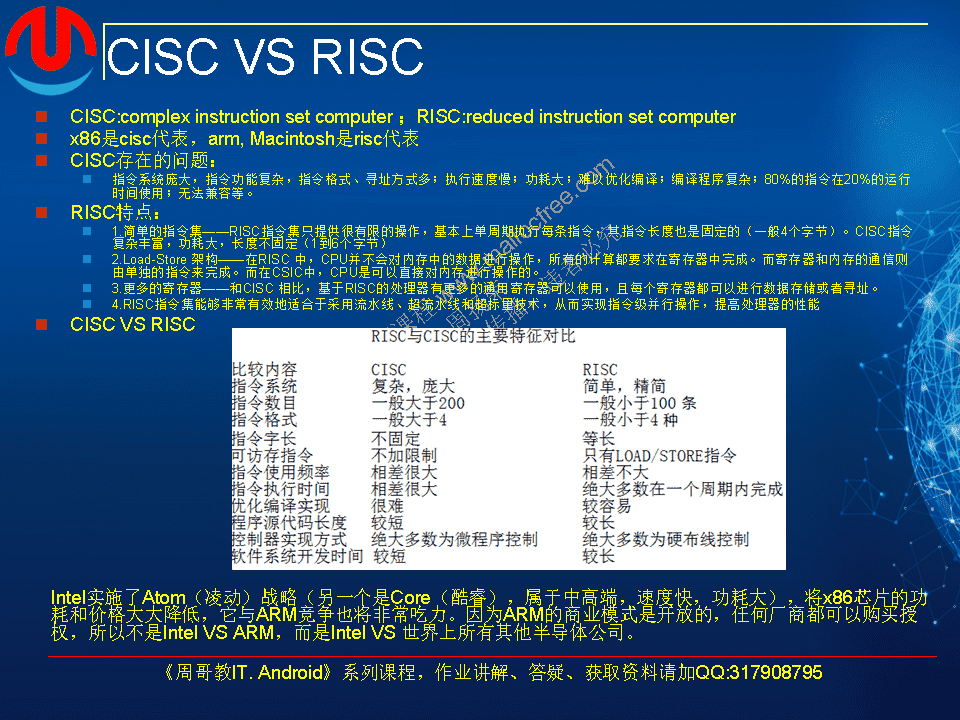 CISC VS RISC
CISC:complex instruction set computer ；RISC:reduced instruction set computer
x86是cisc代表，arm, Macintosh是risc代表
CISC存在的问题：
指令系统庞大，指令功能复杂，指令格式、寻址方式多；执行速度慢；功耗大；难以优化编译；编译程序复杂；80%的指令在20%的运行
时间使用；无法兼容等。
RISC特点：
1.简单的指令集——RISC指令集只提供很有限的操作，基本上单周期执行每条指令，其指令长度也是固定的（一般4个字节）。CISC指令
复杂丰富，功耗大，长度不固定（1到6个字节）
2.Load-Store 架构——在RISC 中，CPU并不会对内存中的数据进行操作，所有的计算都要求在寄存器中完成。而寄存器和内存的通信则
由单独的指令来完成。而在CSIC中，CPU是可以直接对内存进行操作的。
3.更多的寄存器——和CISC 相比，基于RISC的处理器有更多的通用寄存器可以使用，且每个寄存器都可以进行数据存储或者寻址。
4.RISC指令集能够非常有效地适合于采用流水线、超流水线和超标量技术，从而实现指令级并行操作，提高处理器的性能
CISC VS RISC
RISC与CISC的主要特征对比
比较内容 CISC RISC
指令系统 复杂，庞大 简单，精简
指令数目 一般大于200 一般小于100 条
指令格式 一般大于4 一般小于4 种
指令字长 不固定 等长
可访存指令 不加限制 只有LOAD/STORE指令
指令使用频率 相差很大 相差不大
指令执行时间 相差很大 绝大多数在一个周期内完成
优化编译实现 很难 较容易
程序源代码长度 较短 较长
控制器实现方式 绝大多数为微程序控制 绝大多数为硬布线控制
软件系统开发时间 较短 较长
Intel实施了Atom（凌动）战略（另一个是Core（酷睿），属于中高端，速度快，功耗大），将x86芯片的功
耗和价格大大降低，它与ARM竞争也将非常吃力。因为ARM的商业模式是开放的，任何厂商都可以购买授
权，所以不是Intel VS ARM，而是Intel VS 世界上所有其他半导体公司。
《周哥教IT. Android》系列课程，作业讲解、答疑、获取资料请加QQ:317908795